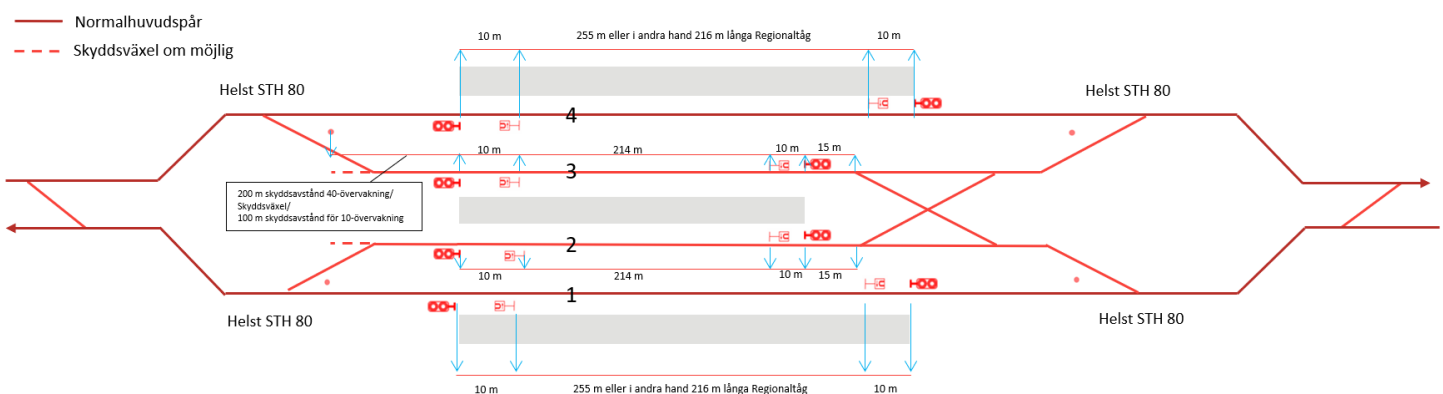 Normalhuvudspår
Skyddsväxel om möjlig
10 m
255 m eller i andra hand 216 m långa Regionaltåg
10 m
Helst STH 80
Helst STH 80
4
10 m
214 m
10 m
15 m
3
200 m skyddsavstånd 40-övervakning/
Skyddsväxel/
100 m skyddsavstånd för 10-övervakning
2
10 m
214 m
10 m
15 m
1
Helst STH 80
Helst STH 80
10 m
255 m eller i andra hand 216 m långa Regionaltåg
10 m